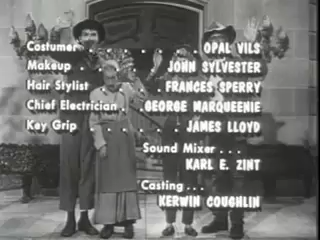 Costumer . . . . . . . OPAL VILS
Makeup . . . . . . JOHN SYLVESTER
Hair Stylist . . . . . FRANCES SPERRY
Chief Electrician . . GEORGE MARQUEENIE
Key Grip . . . . . . JAMES LLOYD
Sound Mixer . . .
KARL E. ZINT
Casting . . .
KERWIN COUGHLIN